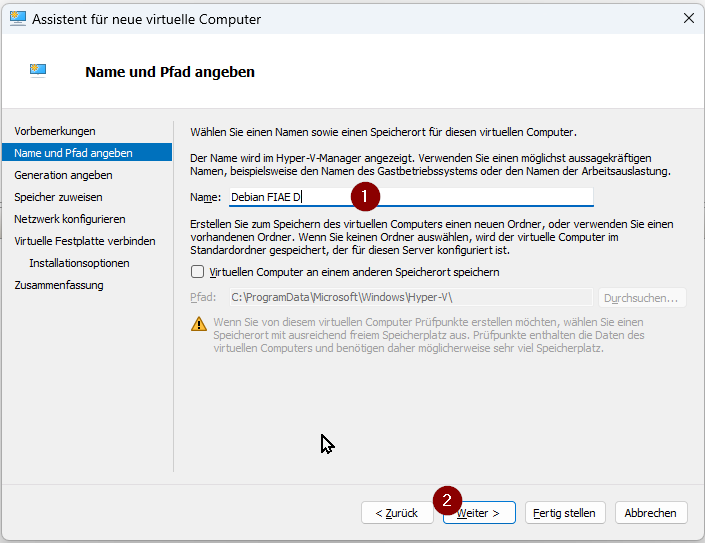 Assistent für neue virtuelle Computer
Name und Pfad angeben
Vorbemerkungen
Name und Pfad angeben
Generation angeben
Speicher zuweisen
Netzwerk konfigurieren
Virtuelle Festplatte verbinden
Installationsoptionen
Zusammenfassung
Wählen Sie einen Namen sowie einen Speicherort für diesen virtuellen Computer.
Der Name wird im Hyper-V-Manager angezeigt. Verwenden Sie einen möglichst aussagekräftigen
Namen, beispielsweise den Namen des Gastbetriebssystems oder den Namen der Arbeitsauslastung.
Name: Debian FIAE D 1
Erstellen Sie zum Speichern des virtuellen Computers einen neuen Ordner, oder verwenden Sie einen
vorhandenen Ordner. Wenn Sie keinen Ordner auswählen, wird der virtuelle Computer im
Standardordner gespeichert, der für diesen Server konfiguriert ist.
Virtuellen Computer an einem anderen Speicherort speichern
Pfad: C:\ProgramData\Microsoft\Windows\Hyper-V\ Durchsuchen...
Wenn Sie von diesem virtuellen Computer Prüfpunkte erstellen möchten, wählen Sie einen
Speicherort mit ausreichend freiem Speicherplatz aus. Prüfpunkte enthalten die Daten des
virtuellen Computers und benötigen daher möglicherweise sehr viel Speicherplatz.
2
< Zurück Weiter > Fertig stellen Abbrechen